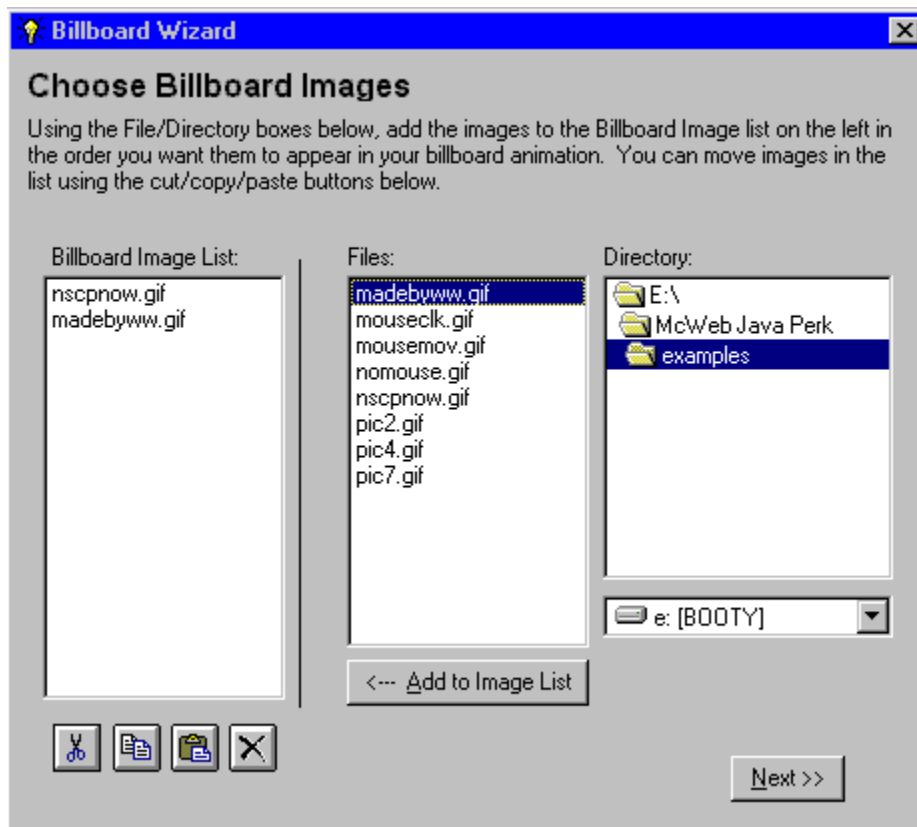 Billboard Wizard
Choose Billboard Images
Using the File/Directory boxes below, add the images to the Billboard Image list on the left in
the order you want them to appear in your billboard animation. You can move images in the
list using the cut/copy/paste buttons below.
Billboard Image List:
nscpnow.gif
madebyww.gif
Files:
madebyww.gif
mouseclk.gif
mousemov.gif
nomouse.gif
nscpnow.gif
pic2.gif
pic4.gif
pic7.gif
<--- Add to Image List
Directory:
E:\
McWeb Java Perk
examples
e: [BOOTY]
Next >>